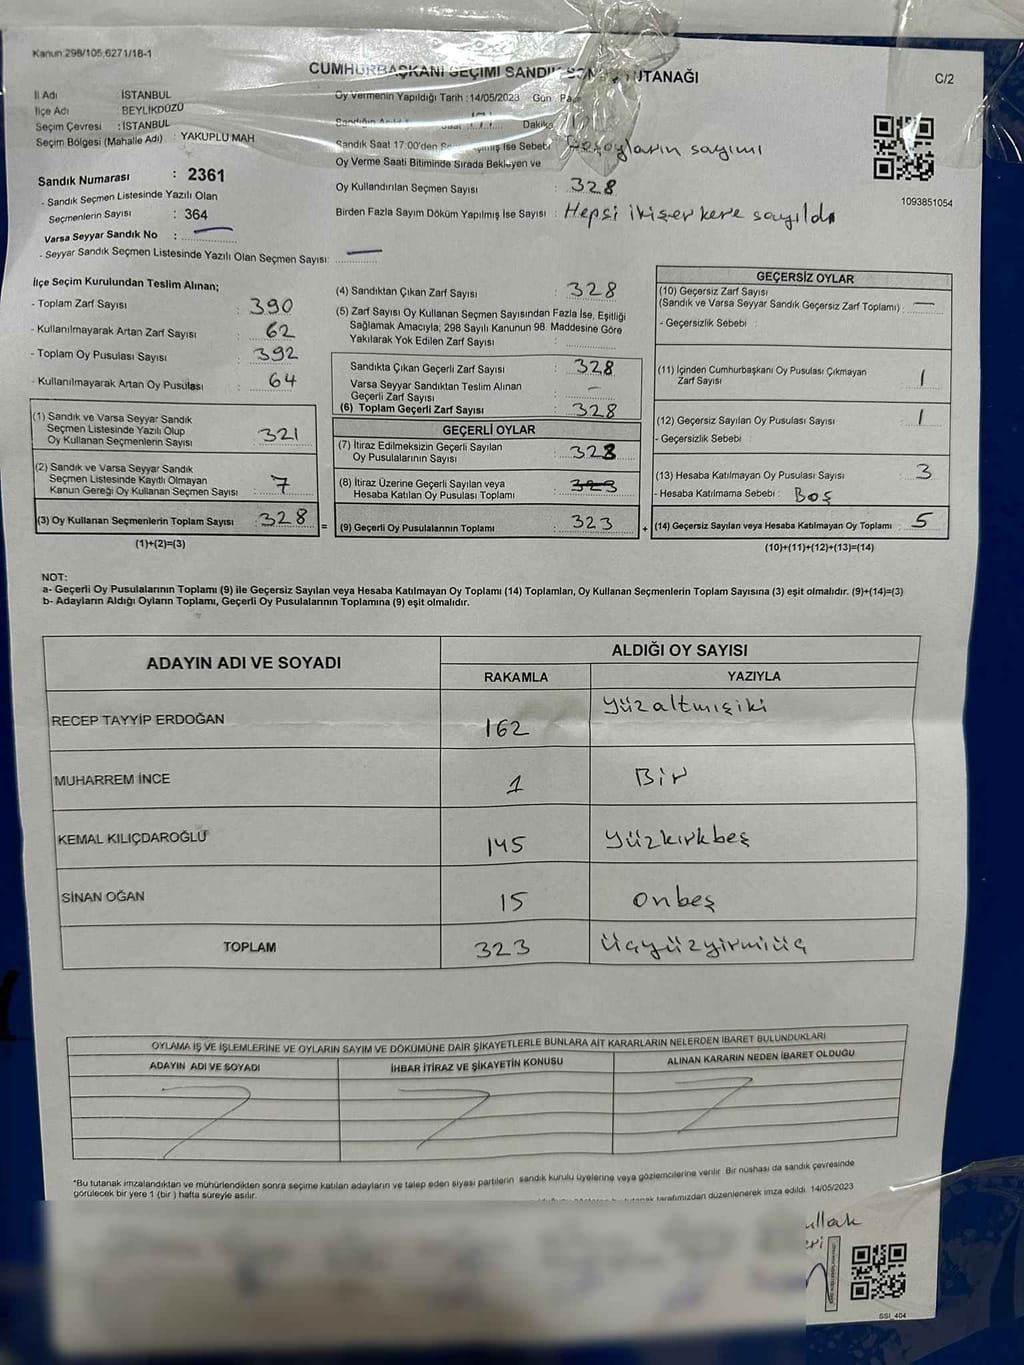 Kanun 298/105,6271/18-1
CUMHURBAŞKANI SEÇİMİ SANDIK SONUÇ TUTANAĞI
C/2
İl Adı : İSTANBUL
İlçe Adı : BEYLİKDÜZÜ
Seçim Çevresi : İSTANBUL
Seçim Bölgesi (Mahalle Adı) : YAKUPLU MAH
Sandık Numarası : 2361
- Sandık Seçmen Listesinde Yazılı Olan
Seçmenlerin Sayısı : 364
Varsa Seyyar Sandık No : —
- Seyyar Sandık Seçmen Listesinde Yazılı Olan Seçmen Sayısı: —
Oy Vermenin Yapıldığı Tarih :14/05/2023 Gün
Saat Dakika
Sandık Saat 17:00'den İse Sebebi sayımı
Oy Verme Saati Bitiminde Sırada Bekleyen ve
Oy Kullandırılan Seçmen Sayısı : 328
Birden Fazla Sayım Döküm Yapılmış İse Sayısı : Hepsi ikişer kere sayıldı
1093851054
İlçe Seçim Kurulundan Teslim Alınan;
- Toplam Zarf Sayısı : 390
- Kullanılmayarak Artan Zarf Sayısı : 62
- Toplam Oy Pusulası Sayısı : 392
- Kullanılmayarak Artan Oy Pusulası : 64
(1) Sandık ve Varsa Seyyar Sandık
Seçmen Listesinde Yazılı Olup
Oy Kullanan Seçmenlerin Sayısı : 321
(2) Sandık ve Varsa Seyyar Sandık
Seçmen Listesinde Kayıtlı Olmayan
Kanun Gereği Oy Kullanan Seçmen Sayısı : 7
(3) Oy Kullanan Seçmenlerin Toplam Sayısı : 328 =
(1)+(2)=(3)
(4) Sandıktan Çıkan Zarf Sayısı : 328
(5) Zarf Sayısı Oy Kullanan Seçmen Sayısından Fazla İse, Eşitliği
Sağlamak Amacıyla; 298 Sayılı Kanunun 98. Maddesine Göre
Yakılarak Yok Edilen Zarf Sayısı :
Sandıkta Çıkan Geçerli Zarf Sayısı : 328
Varsa Seyyar Sandıktan Teslim Alınan
Geçerli Zarf Sayısı : —
(6) Toplam Geçerli Zarf Sayısı : 328
GEÇERLİ OYLAR
(7) İtiraz Edilmeksizin Geçerli Sayılan
Oy Pusulalarının Sayısı : 323
(8) İtiraz Üzerine Geçerli Sayılan veya
Hesaba Katılan Oy Pusulası Toplamı : 323
(9) Geçerli Oy Pusulalarının Toplamı : 323 +
GEÇERSİZ OYLAR
(10) Geçersiz Zarf Sayısı
(Sandık ve Varsa Seyyar Sandık Geçersiz Zarf Toplamı) : —
- Geçersizlik Sebebi :
(11) İçinden Cumhurbaşkanı Oy Pusulası Çıkmayan
Zarf Sayısı : 1
(12) Geçersiz Sayılan Oy Pusulası Sayısı : 1
- Geçersizlik Sebebi :
(13) Hesaba Katılmayan Oy Pusulası Sayısı : 3
- Hesaba Katılmama Sebebi : Boş
(14) Geçersiz Sayılan veya Hesaba Katılmayan Oy Toplamı : 5
(10)+(11)+(12)+(13)=(14)
NOT:
a- Geçerli Oy Pusulalarının Toplamı (9) ile Geçersiz Sayılan veya Hesaba Katılmayan Oy Toplamı (14) Toplamları, Oy Kullanan Seçmenlerin Toplam Sayısına (3) eşit olmalıdır. (9)+(14)=(3)
b- Adayların Aldığı Oyların Toplamı, Geçerli Oy Pusulalarının Toplamına (9) eşit olmalıdır.
ADAYIN ADI VE SOYADI
ALDIĞI OY SAYISI
RAKAMLA YAZIYLA
RECEP TAYYİP ERDOĞAN 162 yüzaltmışiki
MUHARREM İNCE 1 Bir
KEMAL KILIÇDAROĞLU 145 yüzkırkbeş
SİNAN OĞAN 15 onbeş
TOPLAM 323 üçyüzyirmiüç
OYLAMA İŞ VE İŞLEMLERİNE VE OYLARIN SAYIM VE DÖKÜMÜNE DAİR ŞİKAYETLERLE BUNLARA AİT KARARLARIN NELERDEN İBARET BULUNDUKLARI
ADAYIN ADI VE SOYADI İHBAR İTİRAZ VE ŞİKAYETİN KONUSU ALINAN KARARIN NEDEN İBARET OLDUĞU
*Bu tutanak imzalandıktan ve mühürlendikten sonra seçime katılan adayların ve talep eden siyasi partilerin sandık kurulu üyelerine veya gözlemcilerine verilir. Bir nüshası da sandık çevresinde
görülecek bir yere 1 (bir) hafta süreyle asılır.
tutanak tarafımızdan düzenlenerek imza edildi. 14/05/2023
SSI_404